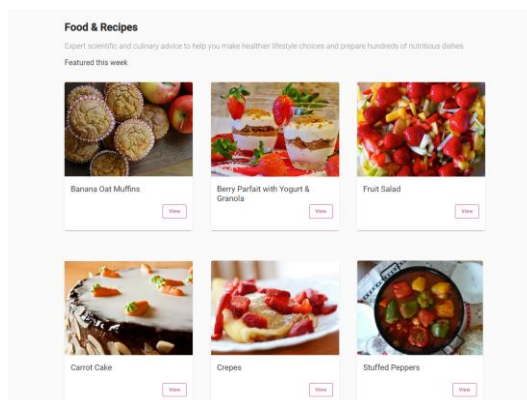 Food & Recipes
Expert scientific and culinary advice to help you make healthier lifestyle choices and prepare hundreds of nutritious dishes.
Featured this week
Banana Oat Muffins
View
Berry Parfait with Yogurt &
Granola
View
Fruit Salad
View
Carrot Cake
View
Crepes
View
Stuffed Peppers
View